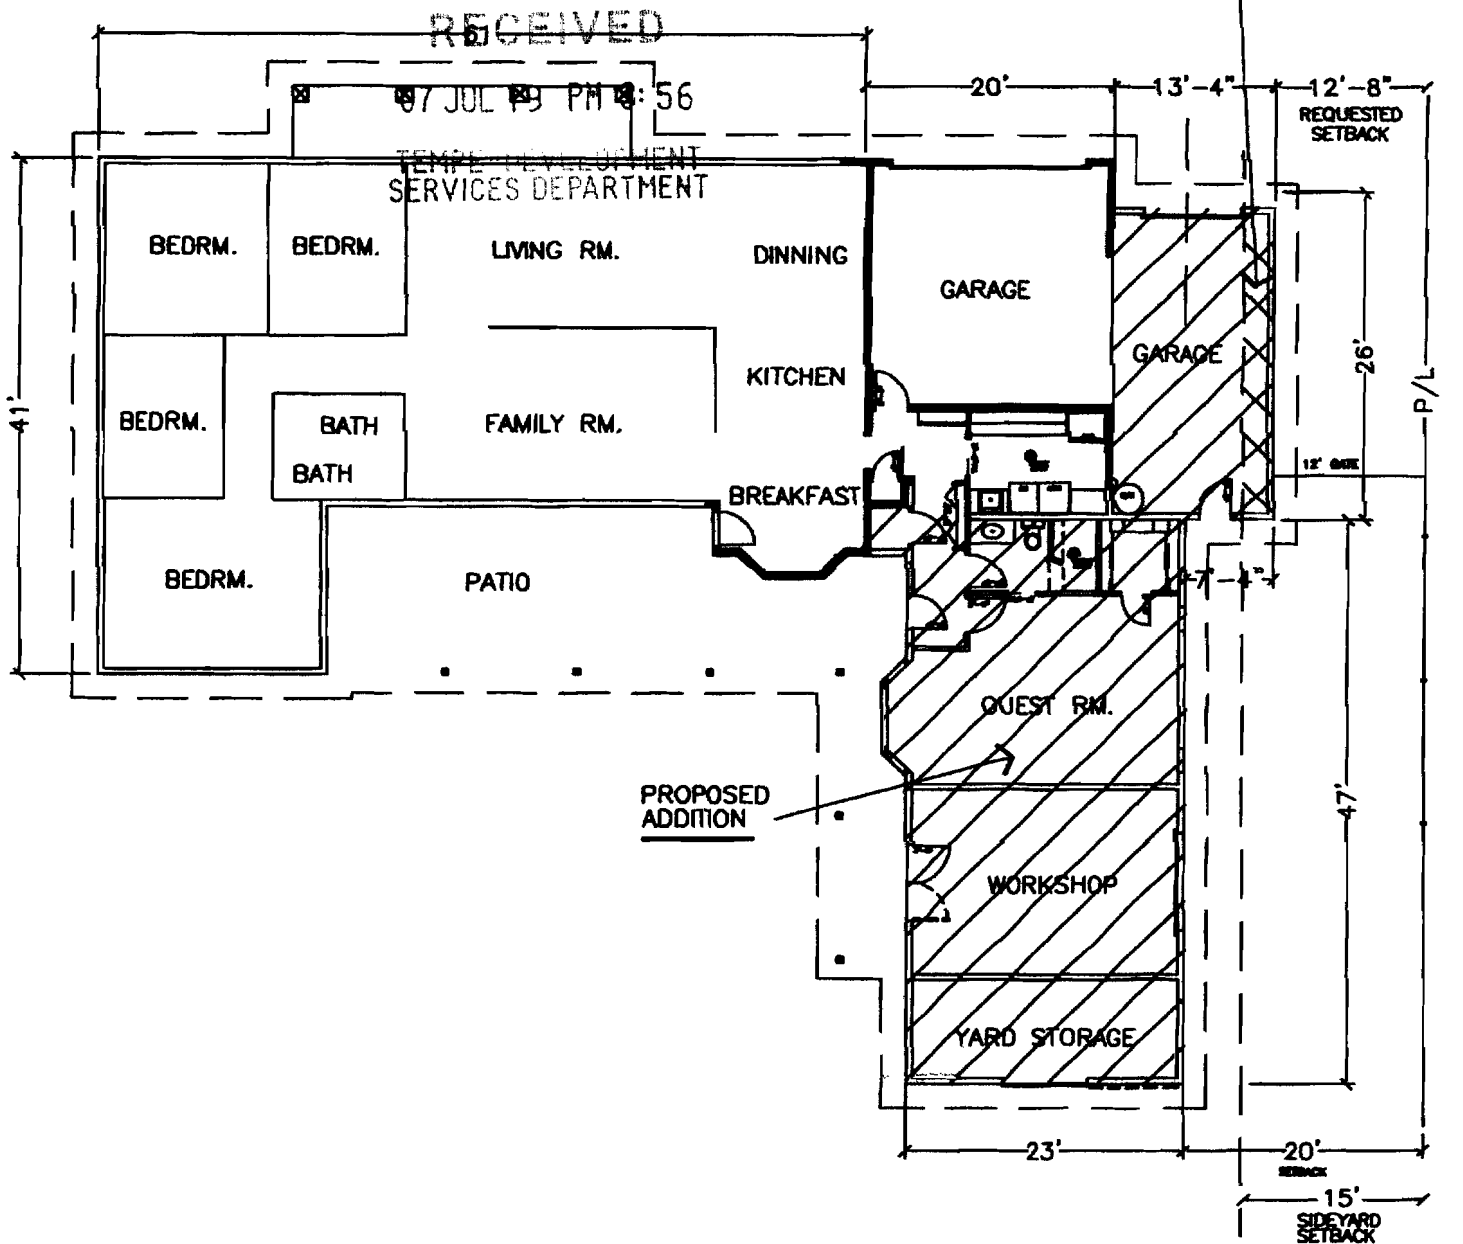 RECEIVED
61'
20'
13'-4"
12'-8"
REQUESTED
SETBACK
07 JUL 19 PM : 56
TEMPE DEVELOPMENT
SERVICES DEPARTMENT
BEDRM.
BEDRM.
LIVING RM.
DINNING
GARAGE
GARAGE
26'
P/L
KITCHEN
41'
BEDRM.
BATH
FAMILY RM.
BATH
12' GATE
BREAKFAST
BEDRM.
PATIO
7'-4"
GUEST RM.
PROPOSED
ADDITION
47'
WORKSHOP
YARD STORAGE
23'
20'
SETBACK
15'
SIDEYARD
SETBACK